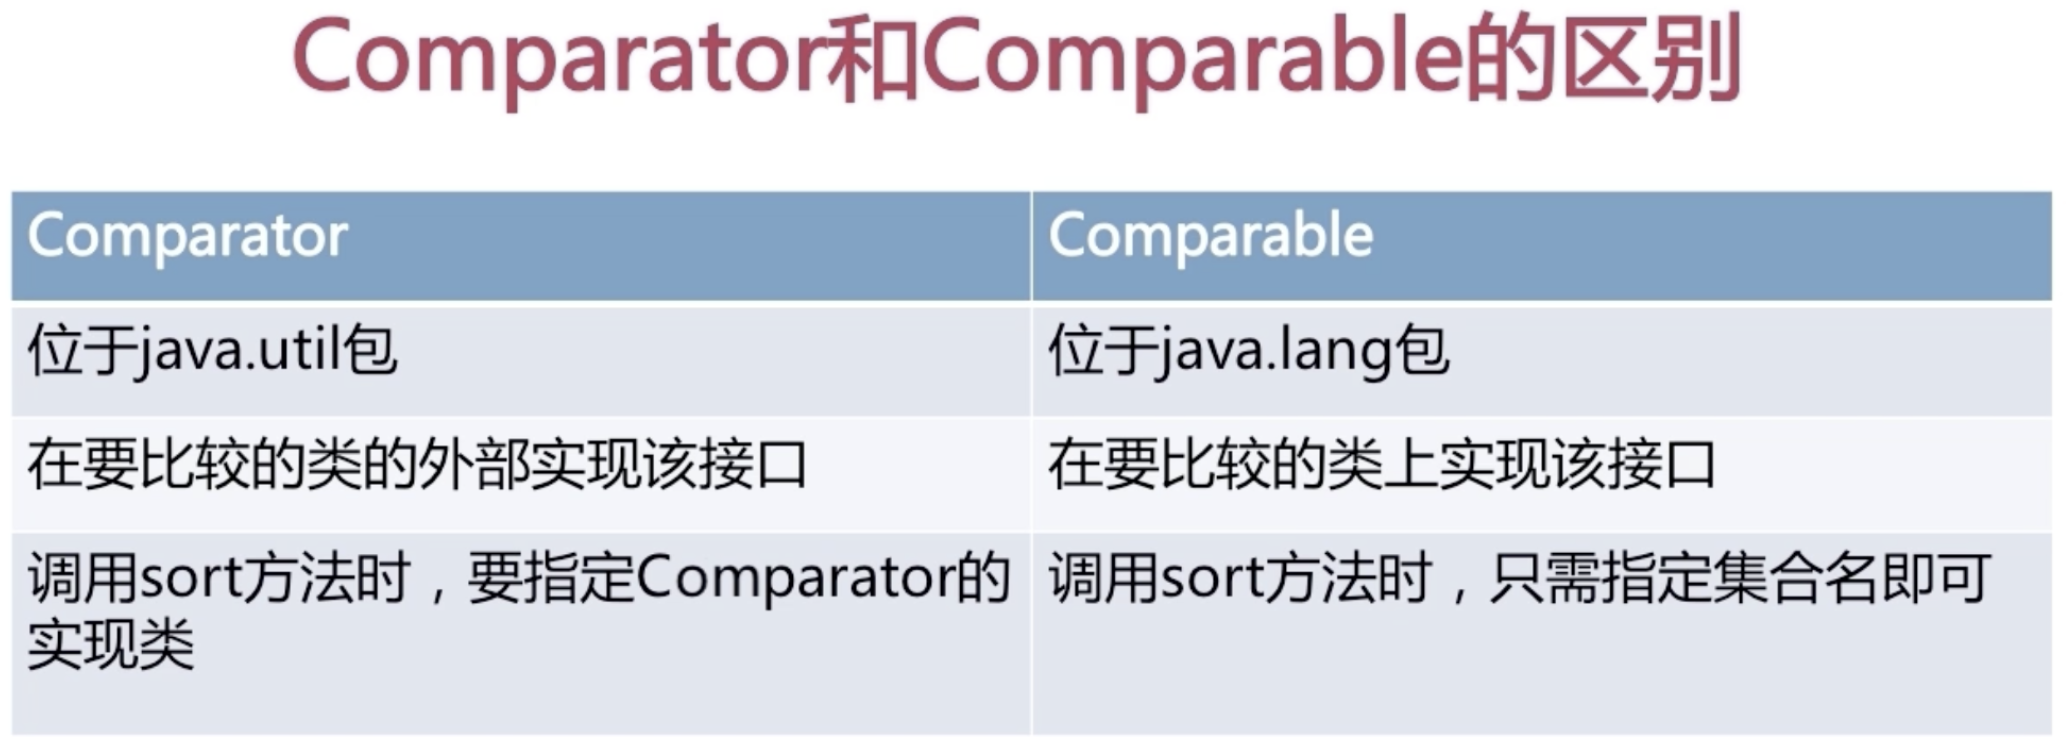 Comparator和Comparable的区别
Comparator
Comparable
位于java.util包
位于java.lang包
在要比较的类的外部实现该接口
在要比较的类上实现该接口
调用sort方法时，要指定Comparator的
实现类
调用sort方法时，只需指定集合名即可